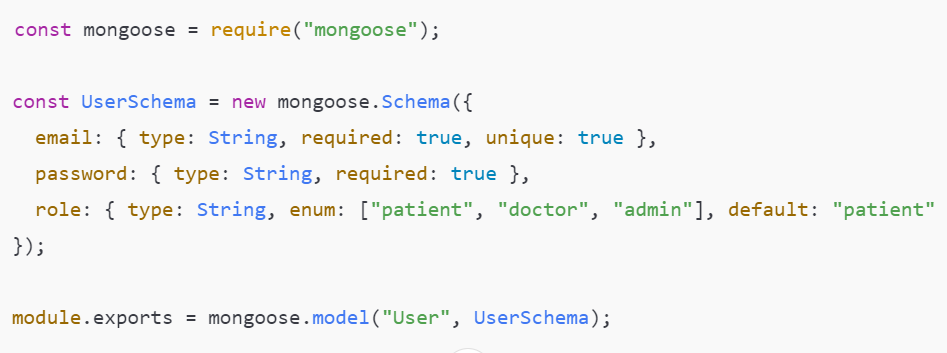 const mongoose = require("mongoose");
const UserSchema = new mongoose.Schema({
email: { type: String, required: true, unique: true },
password: { type: String, required: true },
role: { type: String, enum: ["patient", "doctor", "admin"], default: "patient"
});
module.exports = mongoose.model("User", UserSchema);